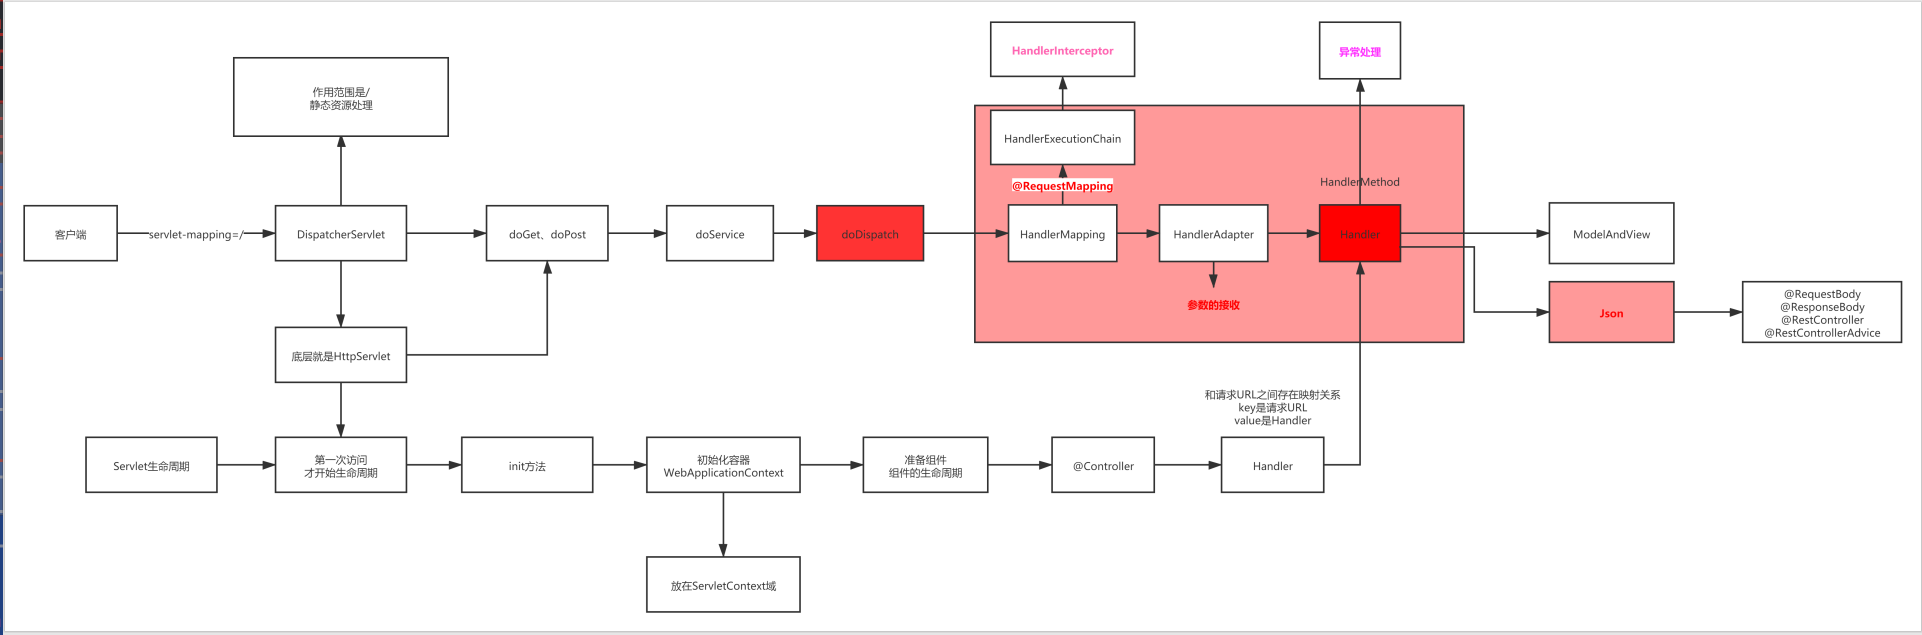 HandlerInterceptor
异常处理
作用范围是/
静态资源处理
HandlerExecutionChain
@RequestMapping
HandlerMethod
客户端
servlet-mapping=/
DispatcherServlet
doGet、doPost
doService
doDispatch
HandlerMapping
HandlerAdapter
Handler
ModelAndView
参数的接收
Json
@RequestBody
@ResponseBody
@RestController
@RestControllerAdvice
底层就是HttpServlet
和请求URL之间存在映射关系
key是请求URL
value是Handler
Servlet生命周期
第一次访问
才开始生命周期
init方法
初始化容器
WebApplicationContext
准备组件
组件的生命周期
@Controller
Handler
放在ServletContext域